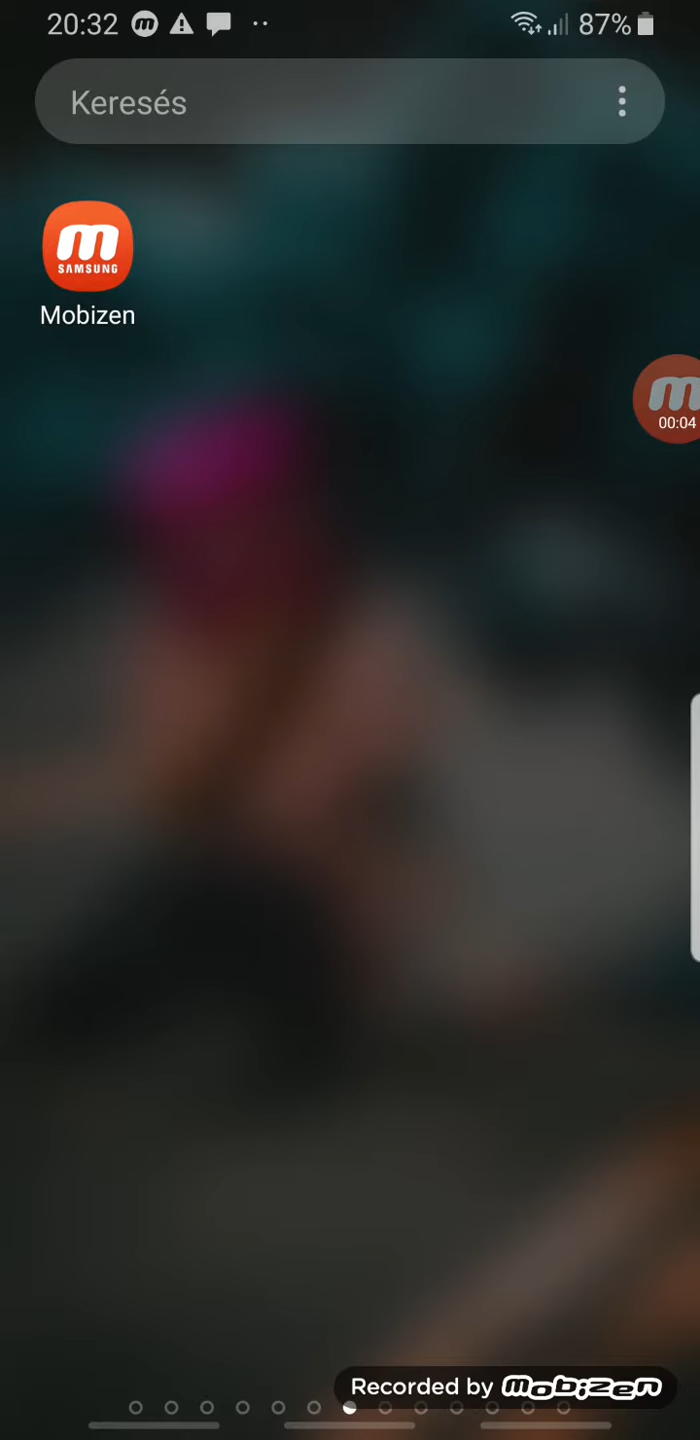 20:32
87%
Keresés
m
SAMSUNG
Mobizen
m
00:04
Recorded by mobizen